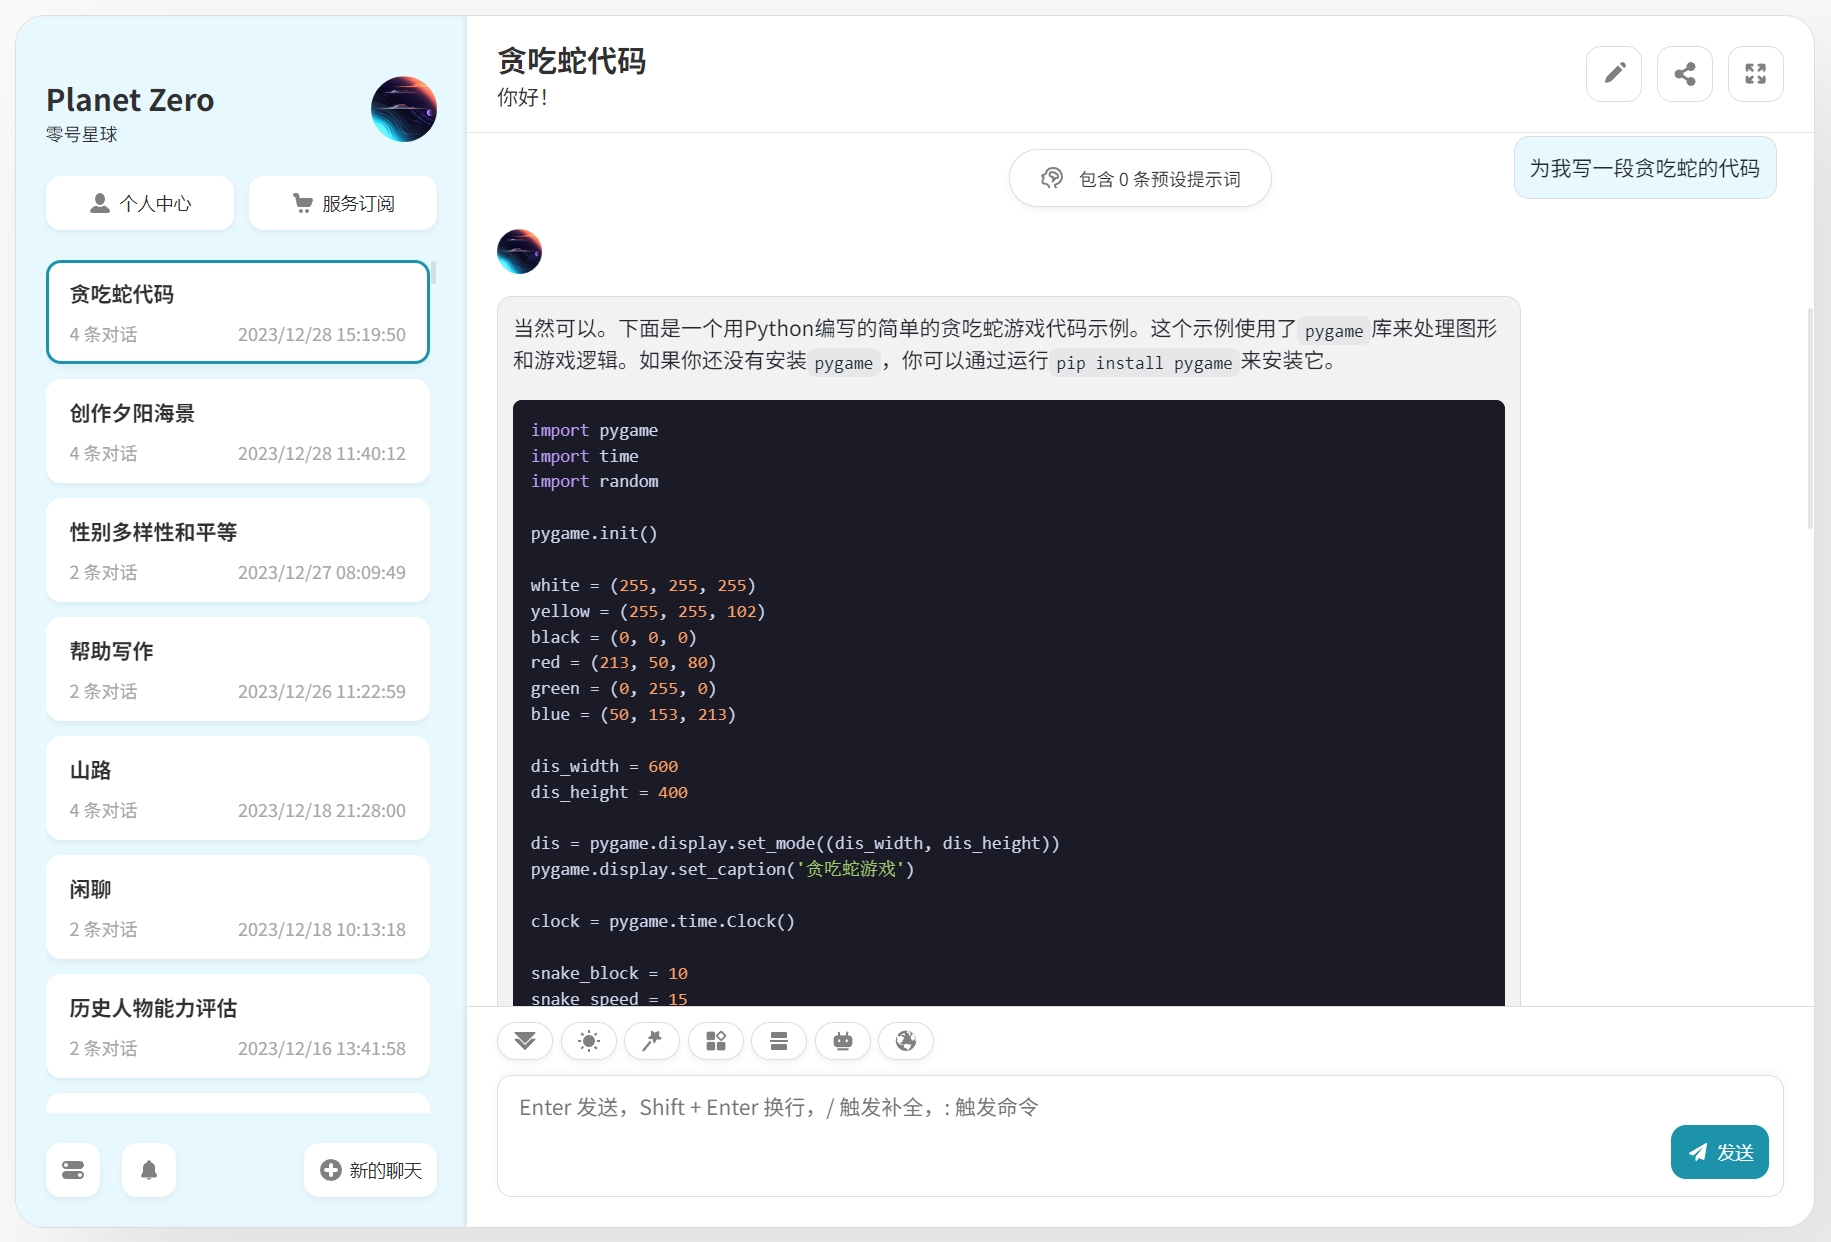 Planet Zero
零号星球
个人中心
服务订阅
贪吃蛇代码
4 条对话
2023/12/28 15:19:50
创作夕阳海景
4 条对话
2023/12/28 11:40:12
性别多样性和平等
2 条对话
2023/12/27 08:09:49
帮助写作
2 条对话
2023/12/26 11:22:59
山路
4 条对话
2023/12/18 21:28:00
闲聊
2 条对话
2023/12/18 10:13:18
历史人物能力评估
2 条对话
2023/12/16 13:41:58
新的聊天
贪吃蛇代码
你好！
包含 0 条预设提示词
为我写一段贪吃蛇的代码
当然可以。下面是一个用Python编写的简单的贪吃蛇游戏代码示例。这个示例使用了 pygame 库来处理图形
和游戏逻辑。如果你还没有安装 pygame ，你可以通过运行 pip install pygame 来安装它。
import pygame
import time
import random
pygame.init()
white = (255, 255, 255)
yellow = (255, 255, 102)
black = (0, 0, 0)
red = (213, 50, 80)
green = (0, 255, 0)
blue = (50, 153, 213)
dis_width = 600
dis_height = 400
dis = pygame.display.set_mode((dis_width, dis_height))
pygame.display.set_caption('贪吃蛇游戏')
clock = pygame.time.Clock()
snake_block = 10
snake_speed = 15
Enter 发送，Shift + Enter 换行，/ 触发补全，: 触发命令
发送